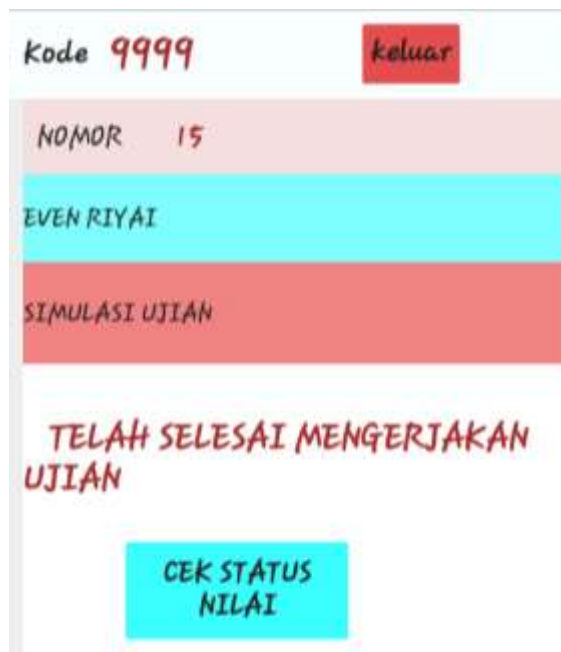 Kode 9999 keluar
NOMOR 15
EVEN RIYAI
SIMULASI UJIAN
TELAH SELESAI MENGERJAKAN
UJIAN
CEK STATUS
NILAI